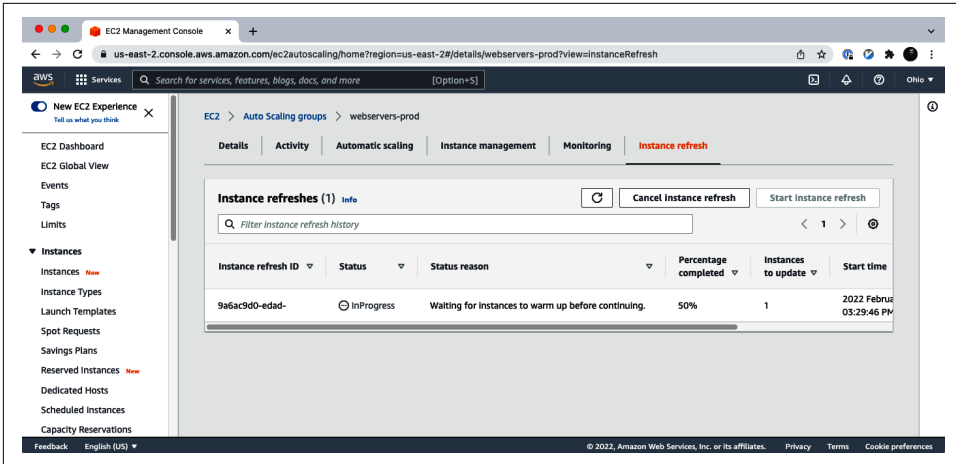 EC2 Management Console
us-east-2.console.aws.amazon.com/ec2autoscaling/home?region=us-east-2#/details/webservers-prod?view=instanceRefresh
aws Services Search for services, features, blogs, docs, and more [Option+S] Ohio
New EC2 Experience
Tell us what you think
EC2 Dashboard
EC2 Global View
Events
Tags
Limits
Instances
Instances New
Instance Types
Launch Templates
Spot Requests
Savings Plans
Reserved Instances New
Dedicated Hosts
Scheduled Instances
Capacity Reservations
EC2 > Auto Scaling groups > webservers-prod
Details Activity Automatic scaling Instance management Monitoring Instance refresh
Instance refreshes (1) Info Cancel instance refresh Start instance refresh
Filter instance refresh history < 1 >
Instance refresh ID Status Status reason Percentage completed Instances to update Start time
9a6ac9d0-edad- InProgress Waiting for instances to warm up before continuing. 50% 1 2022 Februa
03:29:46 PM
Feedback English (US) © 2022, Amazon Web Services, Inc. or its affiliates. Privacy Terms Cookie preferences